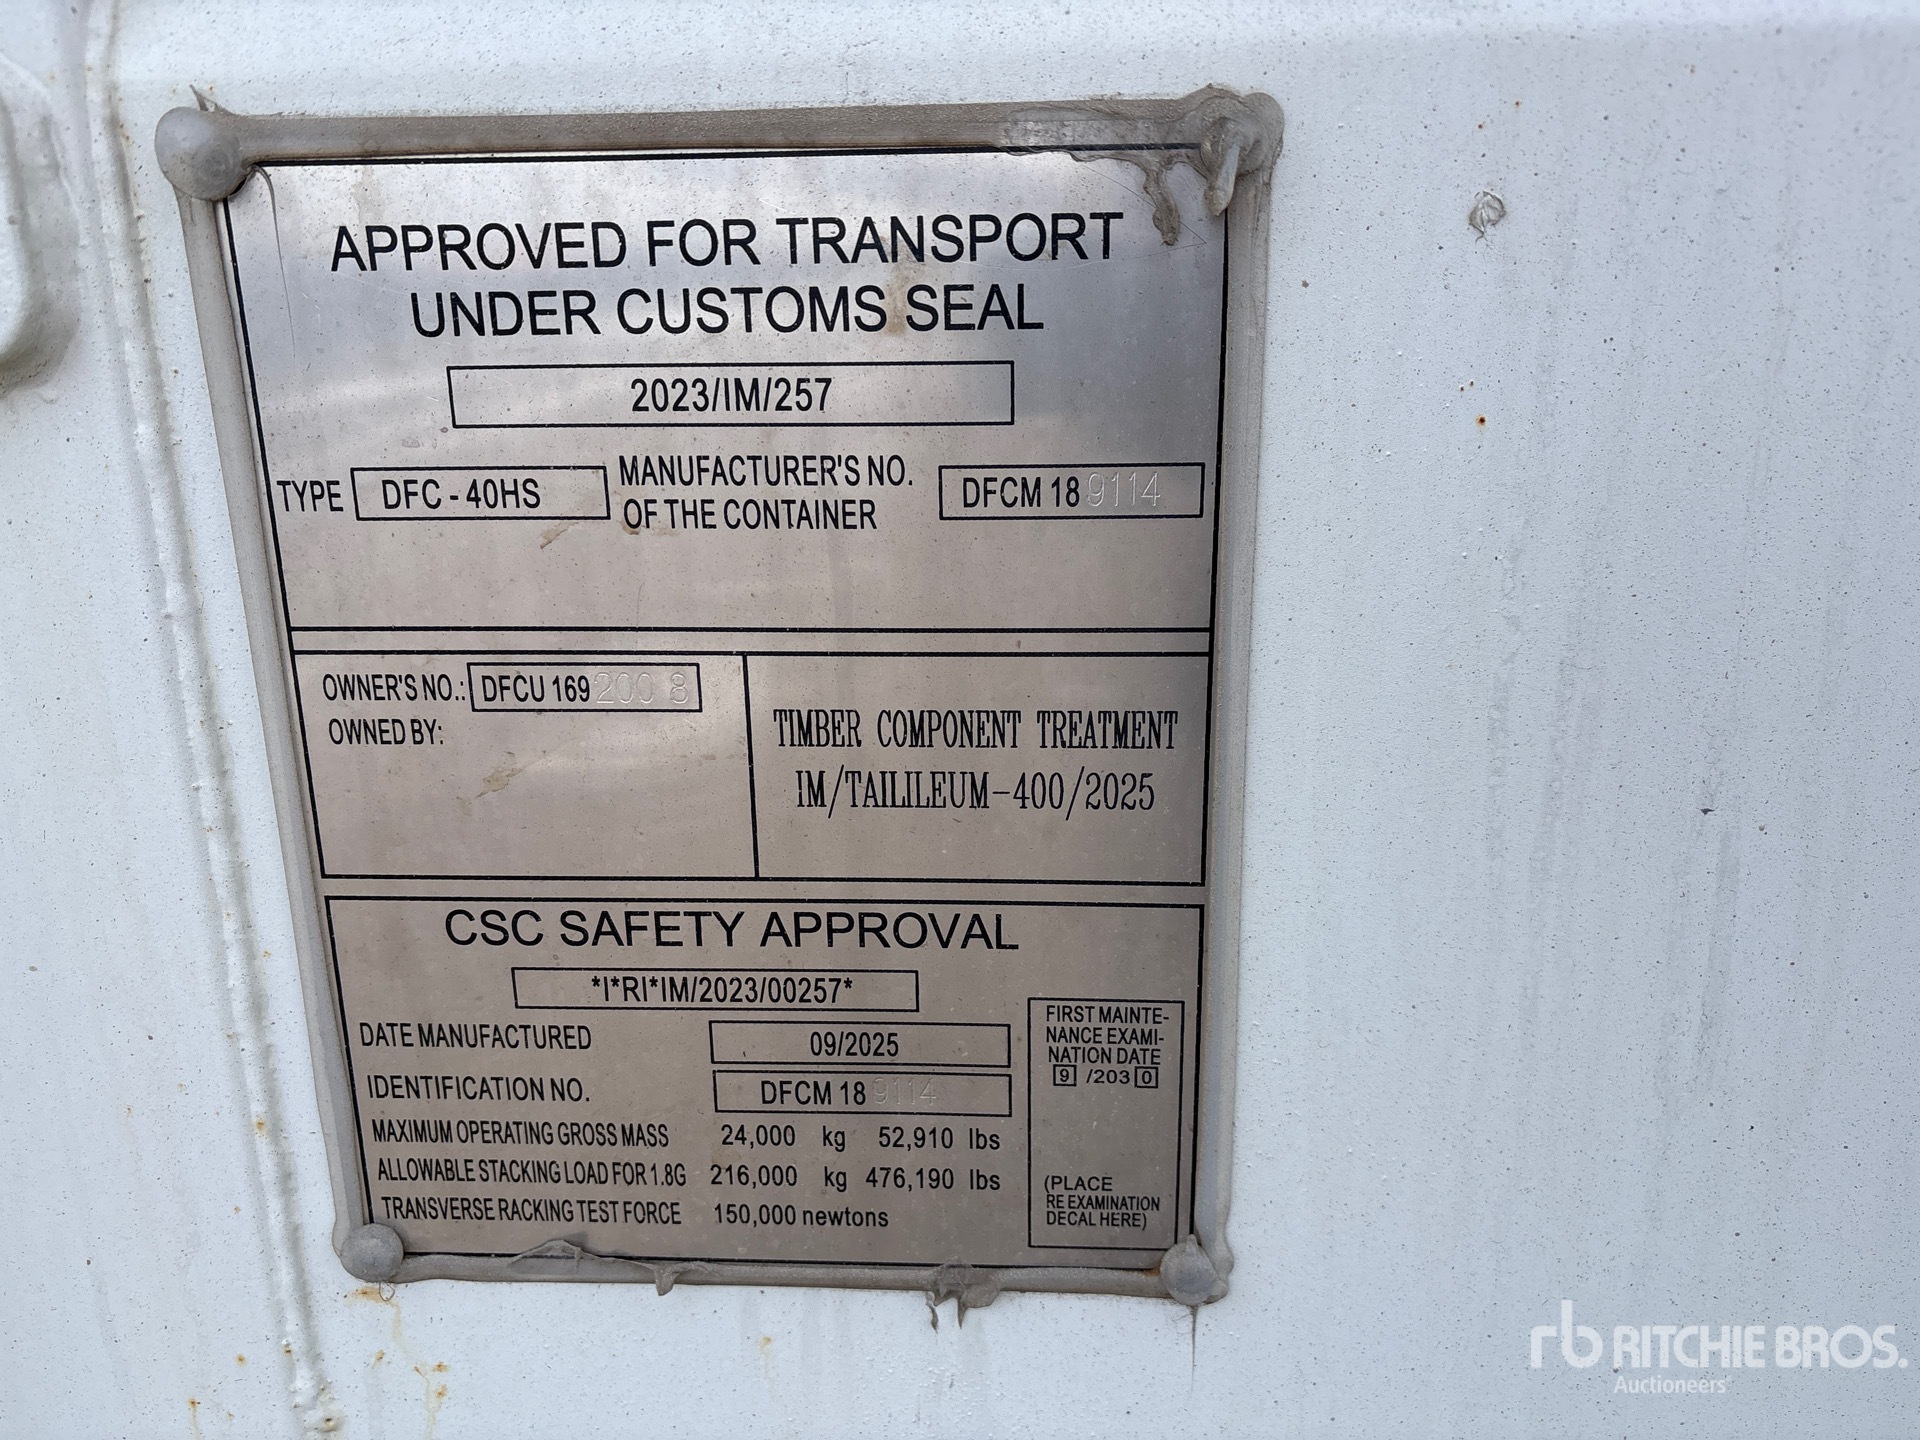 APPROVED FOR TRANSPORT
UNDER CUSTOMS SEAL
2023/IM/257
TYPE DFC - 40HS MANUFACTURER'S NO. OF THE CONTAINER DFCM 18 9114
OWNER'S NO.: DFCU 169 200 8
OWNED BY:
TIMBER COMPONENT TREATMENT
IM/TAILILEUM-400/2025
CSC SAFETY APPROVAL
*I*RI*IM/2023/00257*
DATE MANUFACTURED 09/2025
IDENTIFICATION NO. DFCM 18 9114
MAXIMUM OPERATING GROSS MASS 24,000 kg 52,910 lbs
ALLOWABLE STACKING LOAD FOR 1.8G 216,000 kg 476,190 lbs
TRANSVERSE RACKING TEST FORCE 150,000 newtons
FIRST MAINTE-
NANCE EXAMI-
NATION DATE
9 /203 0
(PLACE
RE EXAMINATION
DECAL HERE)
rb RITCHIE BROS.
Auctioneers